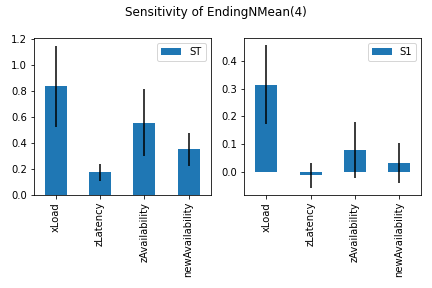 Sensitivity of EndingNMean(4)
1.2
1.0
0.8
0.6
0.4
0.2
0.0
ST
xLoad
zLatency
zAvailability
newAvailability
0.4
0.3
0.2
0.1
0.0
S1
xLoad
zLatency
zAvailability
newAvailability